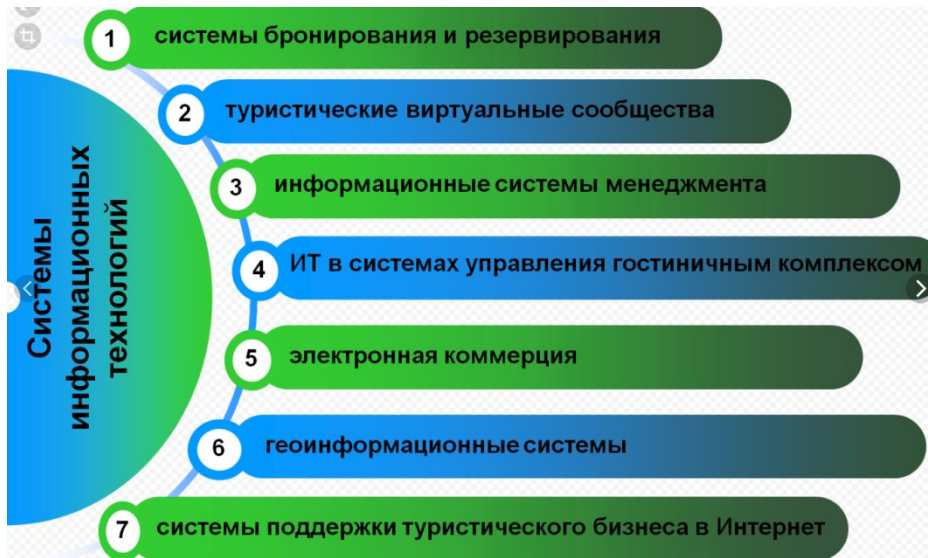 Системы
информационных
технологий
1
системы бронирования и резервирования
2
туристические виртуальные сообщества
3
информационные системы менеджмента
4
ИТ в системах управления гостиничным комплексом
5
электронная коммерция
6
геоинформационные системы
7
системы поддержки туристического бизнеса в Интернет